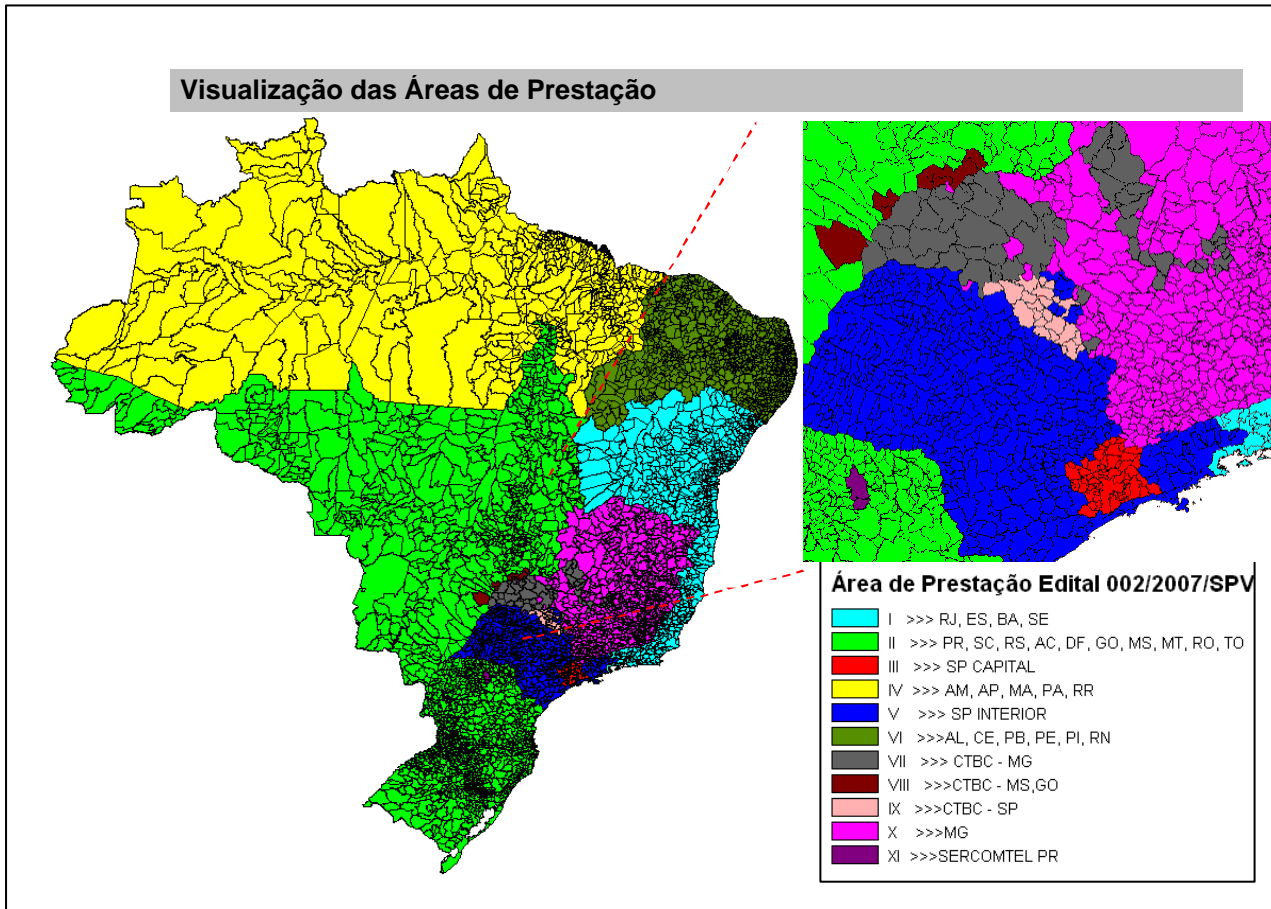 Visualização das Áreas de Prestação
Área de Prestação Edital 002/2007/SPV
I >>> RJ, ES, BA, SE
II >>> PR, SC, RS, AC, DF, GO, MS, MT, RO, TO
III >>> SP CAPITAL
IV >>> AM, AP, MA, PA, RR
V >>> SP INTERIOR
VI >>>AL, CE, PB, PE, PI, RN
VII >>> CTBC - MG
VIII >>>CTBC - MS,GO
IX >>>CTBC - SP
X >>>MG
XI >>>SERCOMTEL PR